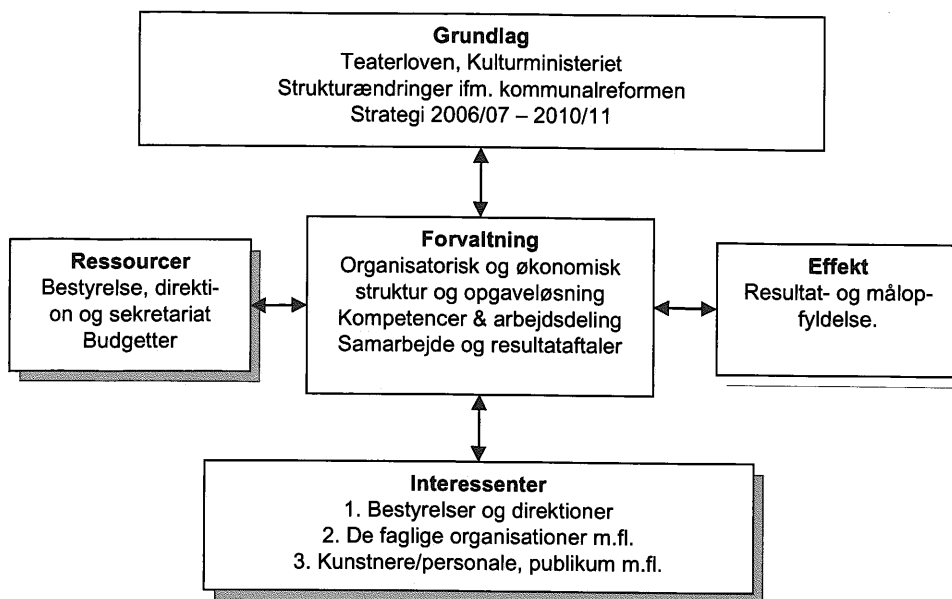 Grundlag
Teaterloven, Kulturministeriet
Strukturændringer ifm. kommunalreformen
Strategi 2006/07 – 2010/11
Ressourcer
Bestyrelse, direkti-
on og sekretariat
Budgetter
Forvaltning
Organisatorisk og økonomisk
struktur og opgaveløsning
Kompetencer & arbejdsdeling
Samarbejde og resultataftaler
Effekt
Resultat- og målop-
fyldelse.
Interessenter
1. Bestyrelser og direktioner
2. De faglige organisationer m.fl.
3. Kunstnere/personale, publikum m.fl.